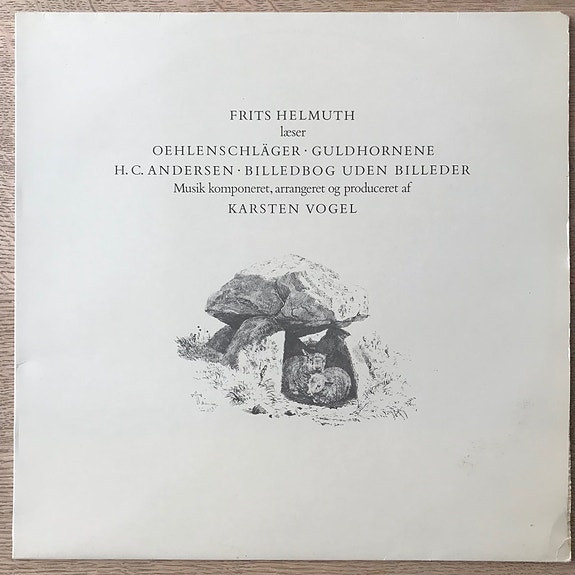 FRITS HELMUTH
læser
OEHLENSCHLÄGER · GULDHORNENE
H. C. ANDERSEN · BILLEDBOG UDEN BILLEDER
Musik komponeret, arrangeret og produceret af
KARSTEN VOGEL